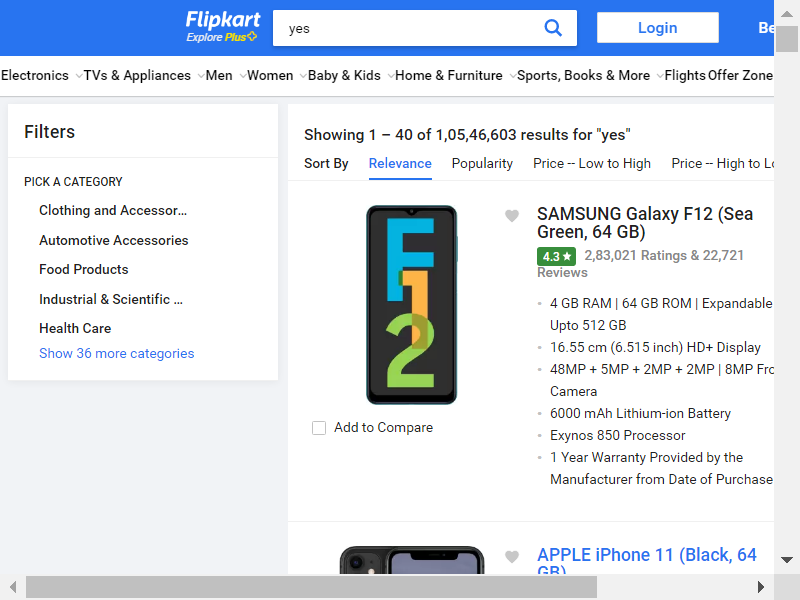 Flipkart
Explore Plus
yes
Login
Electronics TVs & Appliances Men Women Baby & Kids Home & Furniture Sports, Books & More Flights Offer Zone
Filters
PICK A CATEGORY
Clothing and Accessor...
Automotive Accessories
Food Products
Industrial & Scientific ...
Health Care
Show 36 more categories
Showing 1 – 40 of 1,05,46,603 results for "yes"
Sort By Relevance Popularity Price -- Low to High Price -- High to
F12
Add to Compare
SAMSUNG Galaxy F12 (Sea
Green, 64 GB)
4.3 ★ 2,83,021 Ratings & 22,721
Reviews
4 GB RAM | 64 GB ROM | Expandable
Upto 512 GB
16.55 cm (6.515 inch) HD+ Display
48MP + 5MP + 2MP + 2MP | 8MP
Camera
6000 mAh Lithium-ion Battery
Exynos 850 Processor
1 Year Warranty Provided by the
Manufacturer from Date of Purchase
APPLE iPhone 11 (Black, 64
GB)